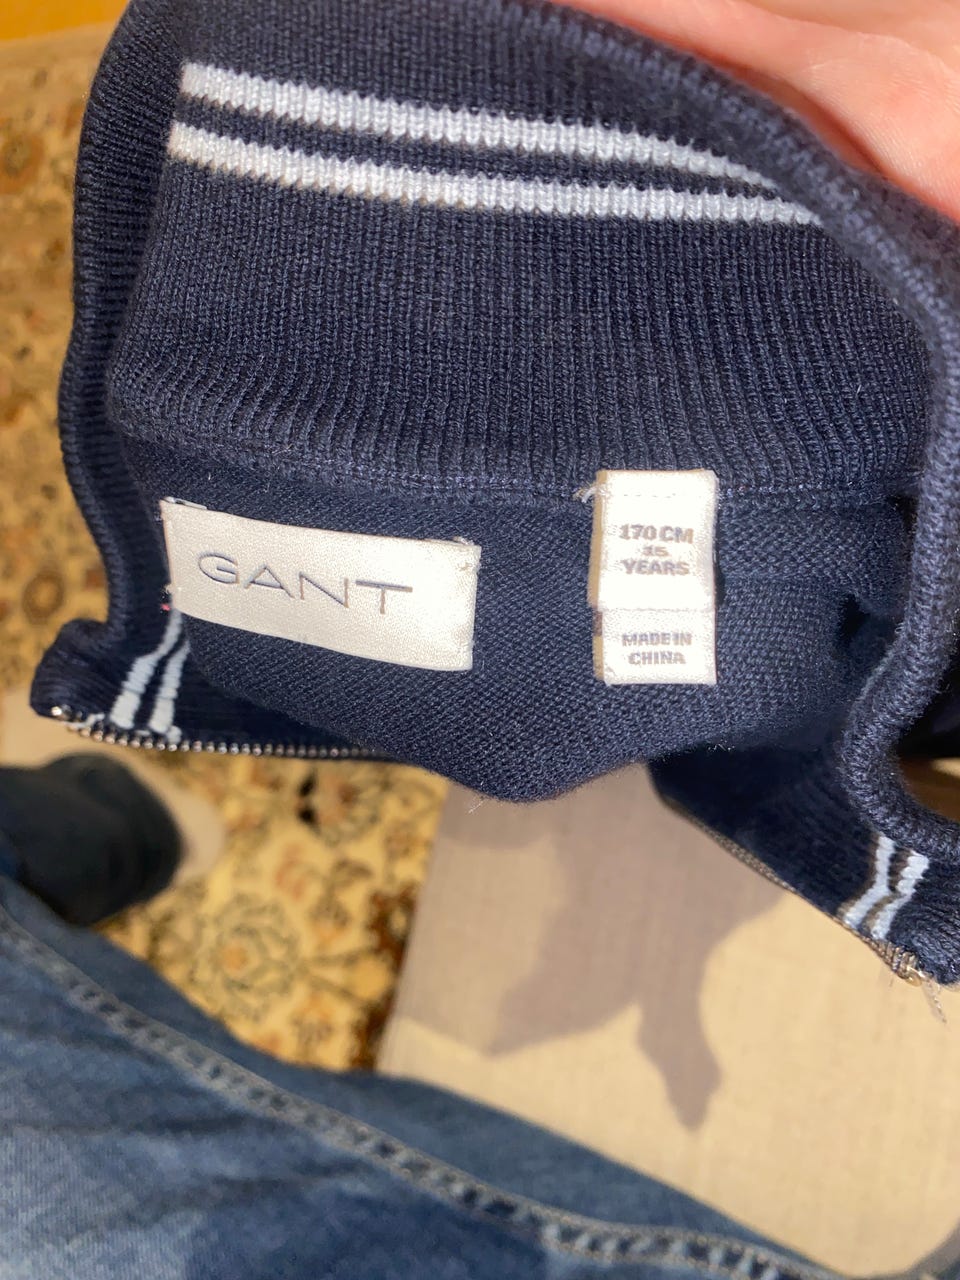 GANT
170 CM
15
YEARS
MADE IN
CHINA